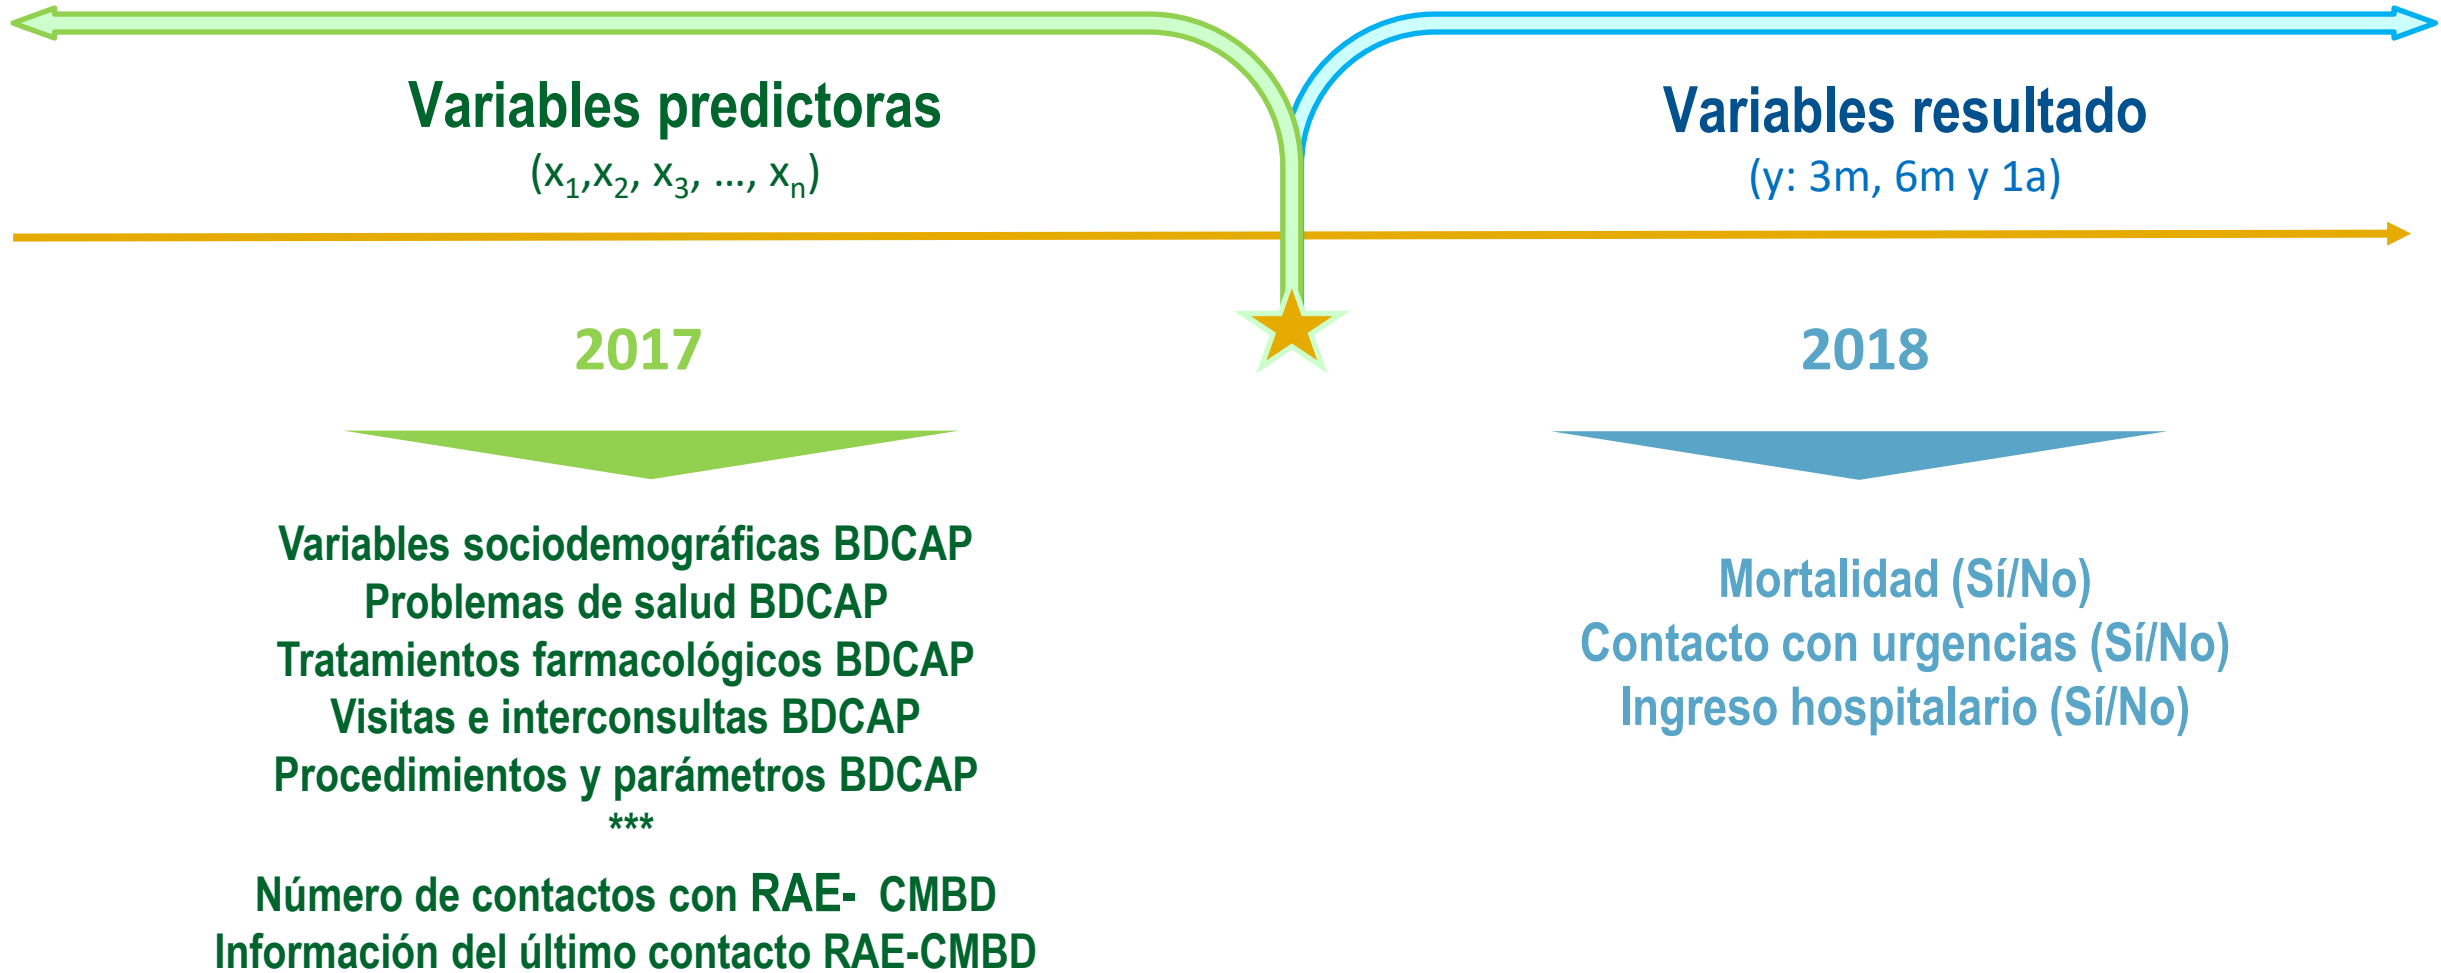 Variables predictoras
(x1,x2, x3, ..., xn)
2017
Variables sociodemográficas BDCAP
Problemas de salud BDCAP
Tratamientos farmacológicos BDCAP
Visitas e interconsultas BDCAP
Procedimientos y parámetros BDCAP
***
Número de contactos con RAE- CMBD
Información del último contacto RAE-CMBD
Variables resultado
(y: 3m, 6m y 1a)
2018
Mortalidad (Sí/No)
Contacto con urgencias (Sí/No)
Ingreso hospitalario (Sí/No)